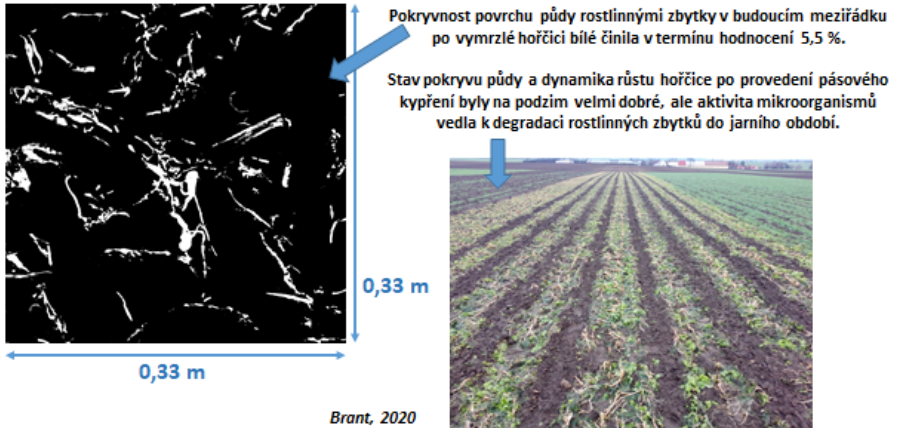 Pokryvnost povrchu půdy rostlinnými zbytky v budoucím meziřádku
po vymrzlé hořčici bílé činila v termínu hodnocení 5,5 %.
Stav pokryvu půdy a dynamika růstu hořčice po provedení pásového
kypření byly na podzim velmi dobré, ale aktivita mikroorganismů
vedla k degradaci rostlinných zbytků do jarního období.
0,33 m
0,33 m
Brant, 2020